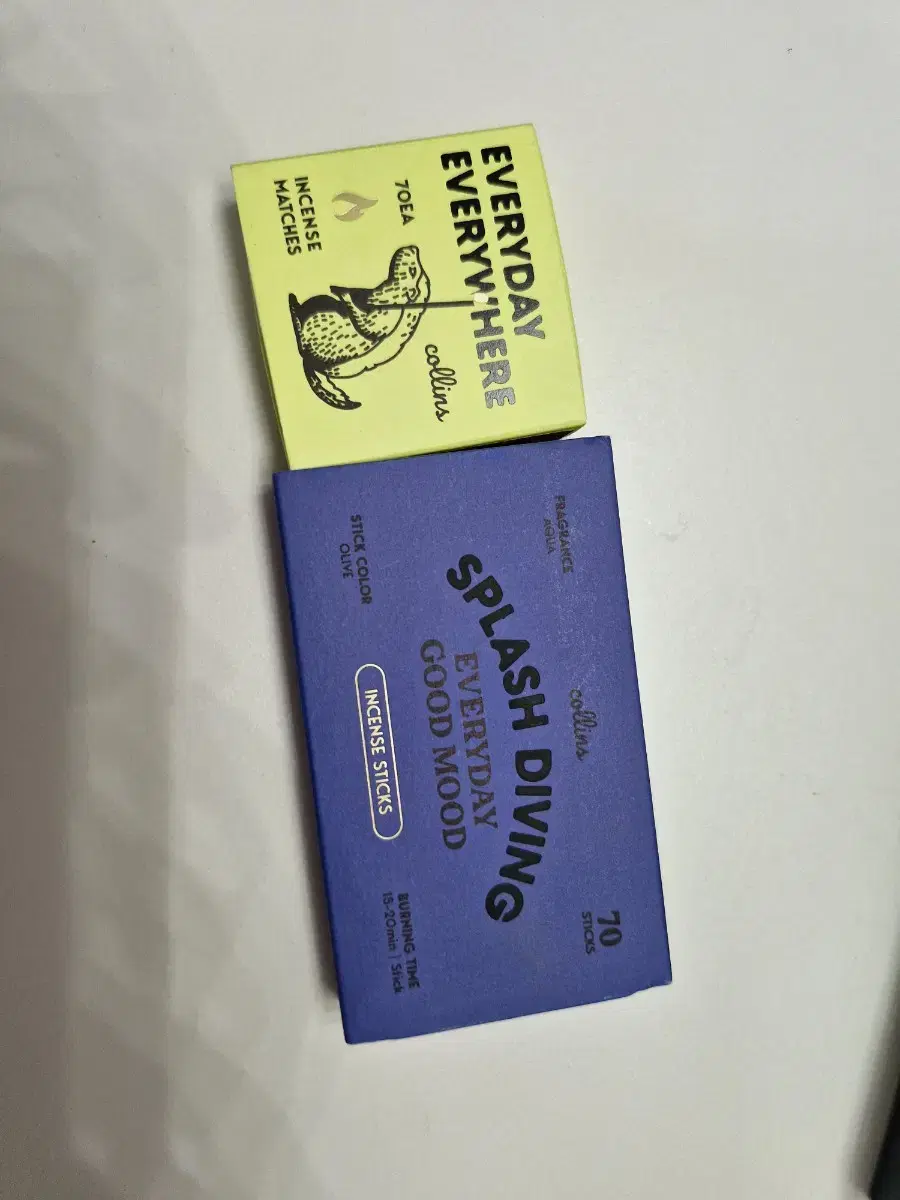 EVERYDAY
EVERYWHERE
70EA
collins
INCENSE
MATCHES
FRAGRANCE
AQUA
collins
70
STICKS
SPLASH DIVING
EVERYDAY
GOOD MOOD
STICK COLOR
OLIVE
INCENSE STICKS
BURNING TIME
15-20min | Stick